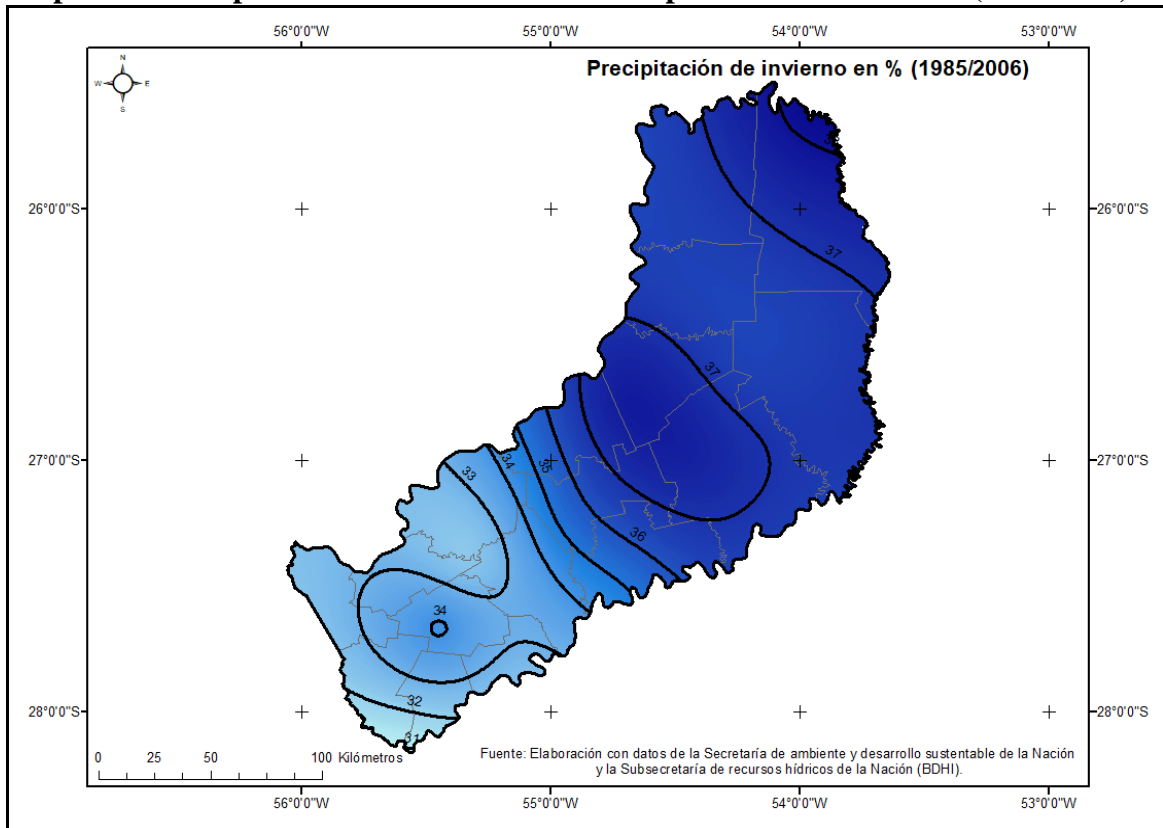 56°0'0"W 55°0'0"W 54°0'0"W 53°0'0"W
N
W E
S
Precipitación de invierno en % (1985/2006)
37
26°0'0"S 26°0'0"S
37
27°0'0"S 27°0'0"S
33 34 35
36
34
32
28°0'0"S 28°0'0"S
31
0 25 50 100 Kilómetros
Fuente: Elaboración con datos de la Secretaría de ambiente y desarrollo sustentable de la Nación
y la Subsecretaría de recursos hídricos de la Nación (BDHI).
56°0'0"W 55°0'0"W 54°0'0"W 53°0'0"W